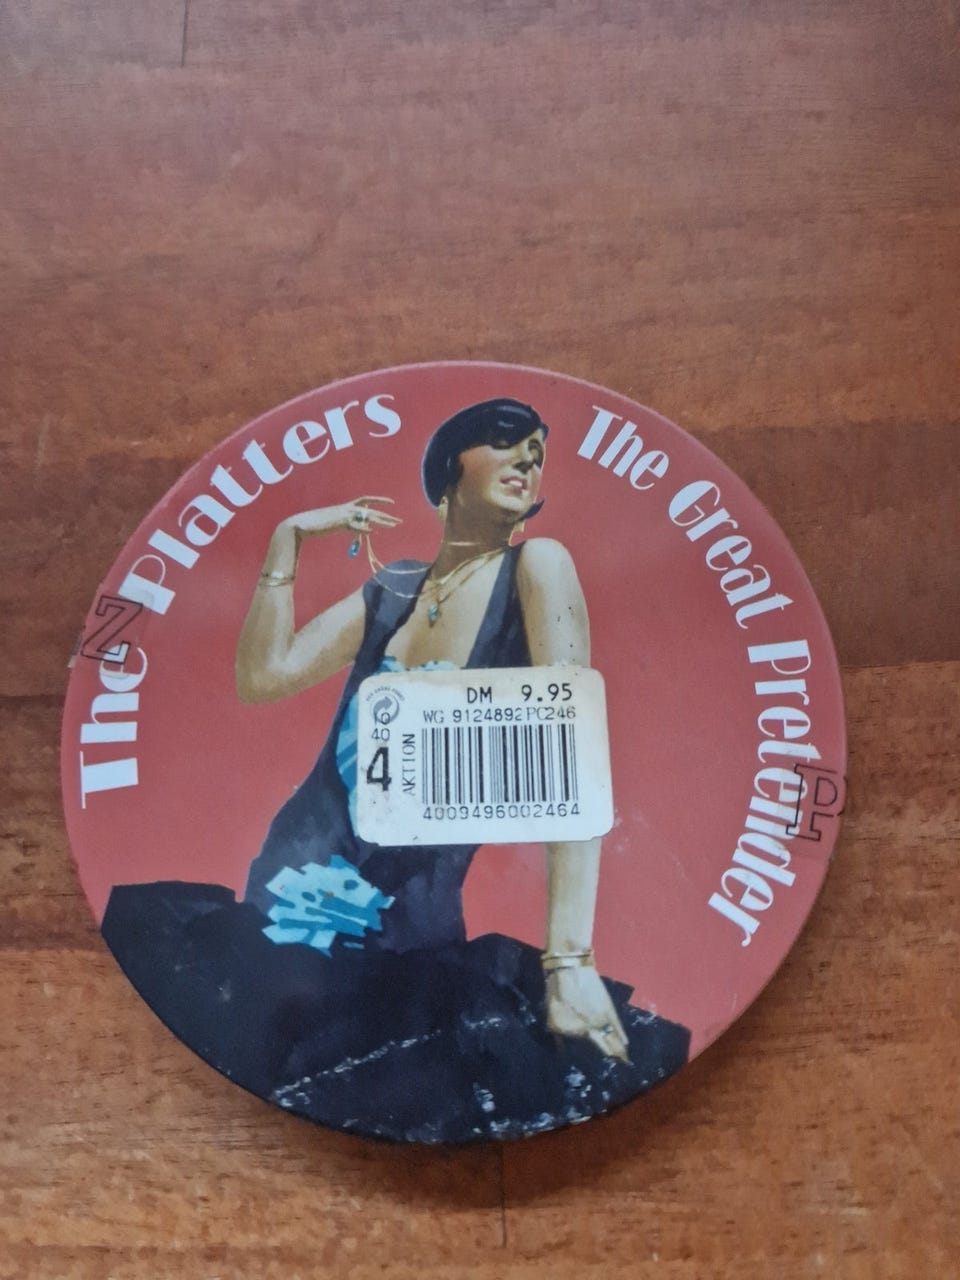 The Platters
The Great Pretender
Z
P
DM 9.95
WG 9124892 PC246
40
4
AKTION
4009496002464